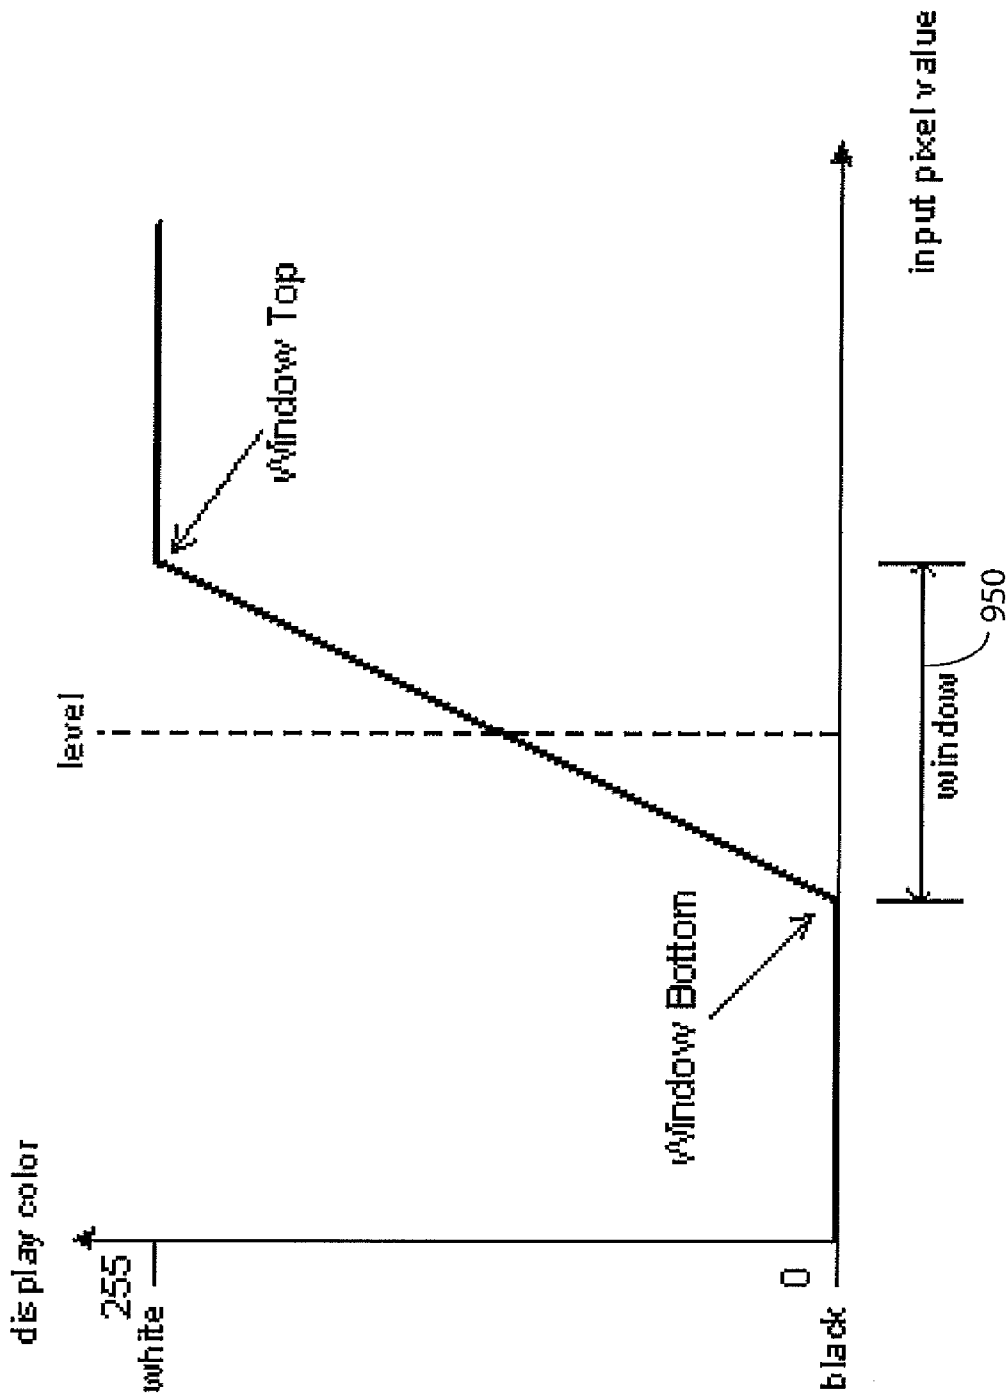 display color
level
255
white
Window Top
Window Bottom
0
black
window
950
input pixel value